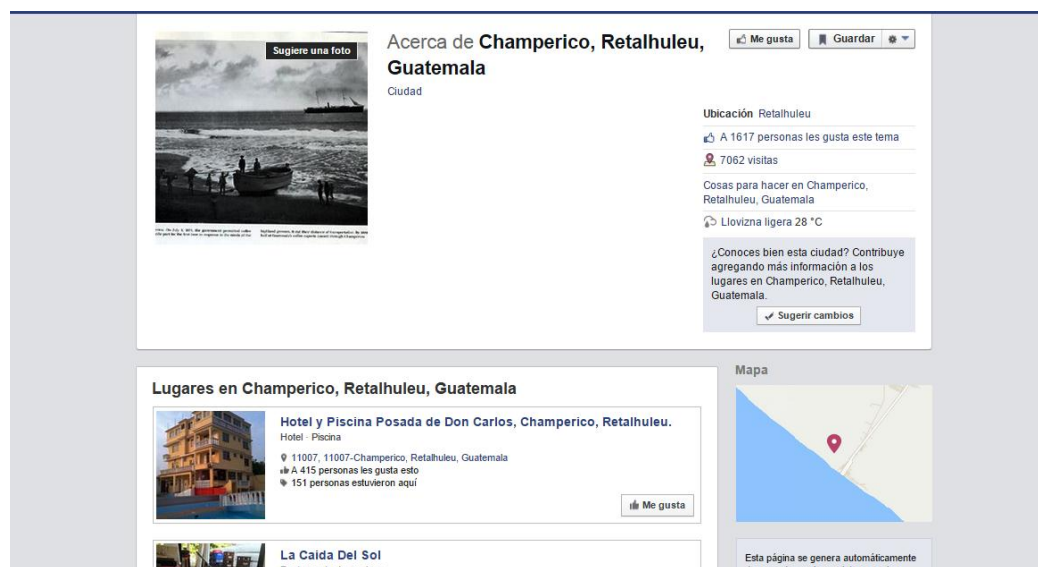 Sugiere una foto
Acerca de Champerico, Retalhuleu,
Guatemala
Ciudad
Me gusta
Guardar
Ubicación Retalhuleu
A 1617 personas les gusta este tema
7062 visitas
Cosas para hacer en Champerico,
Retalhuleu, Guatemala
Llovizna ligera 28 °C
¿Conoces bien esta ciudad? Contribuye
agregando más información a los
lugares en Champerico, Retalhuleu,
Guatemala.
Sugerir cambios
Lugares en Champerico, Retalhuleu, Guatemala
Hotel y Piscina Posada de Don Carlos, Champerico, Retalhuleu.
Hotel · Piscina
11007, 11007-Champerico, Retalhuleu, Guatemala
A 415 personas les gusta esto
151 personas estuvieron aquí
Me gusta
La Caida Del Sol
Mapa
Esta página se genera automáticamente